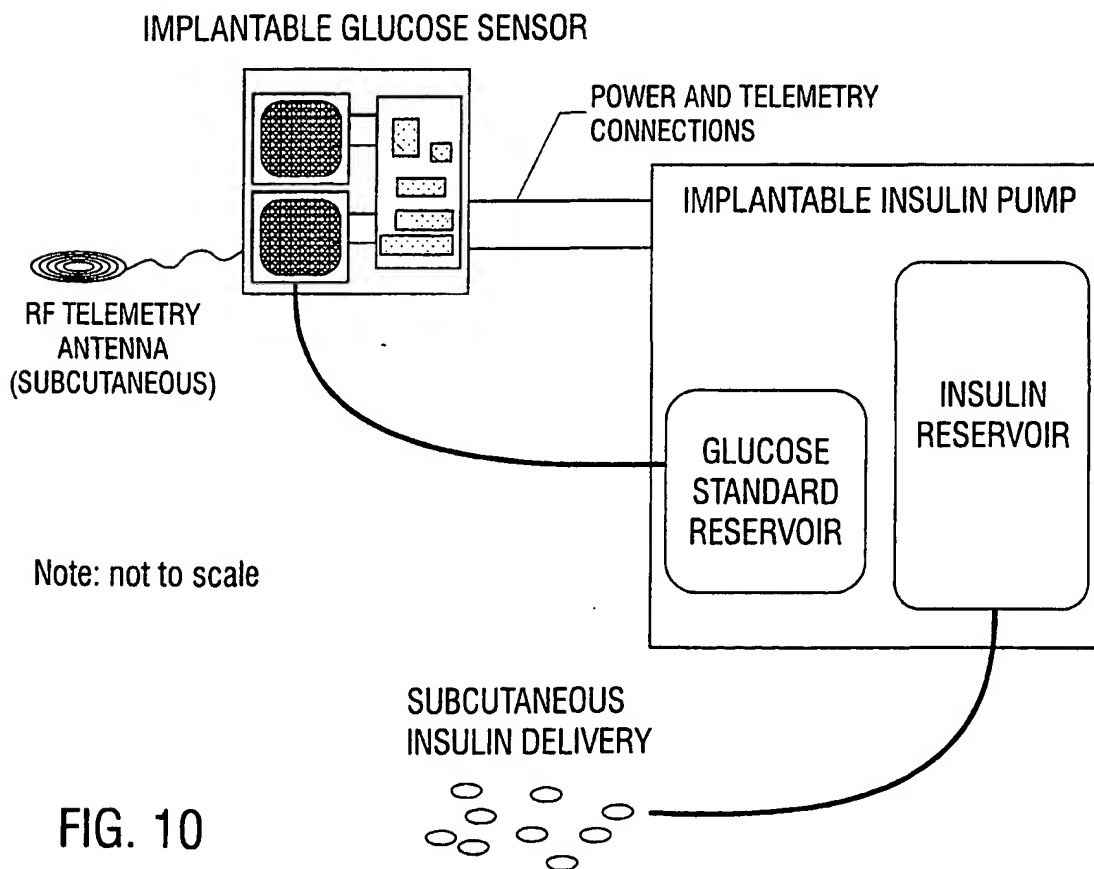 IMPLANTABLE GLUCOSE SENSOR
POWER AND TELEMETRY
CONNECTIONS
IMPLANTABLE INSULIN PUMP
RF TELEMETRY
ANTENNA
(SUBCUTANEOUS)
INSULIN
RESERVOIR
GLUCOSE
STANDARD
RESERVOIR
Note: not to scale
SUBCUTANEOUS
INSULIN DELIVERY
FIG. 10